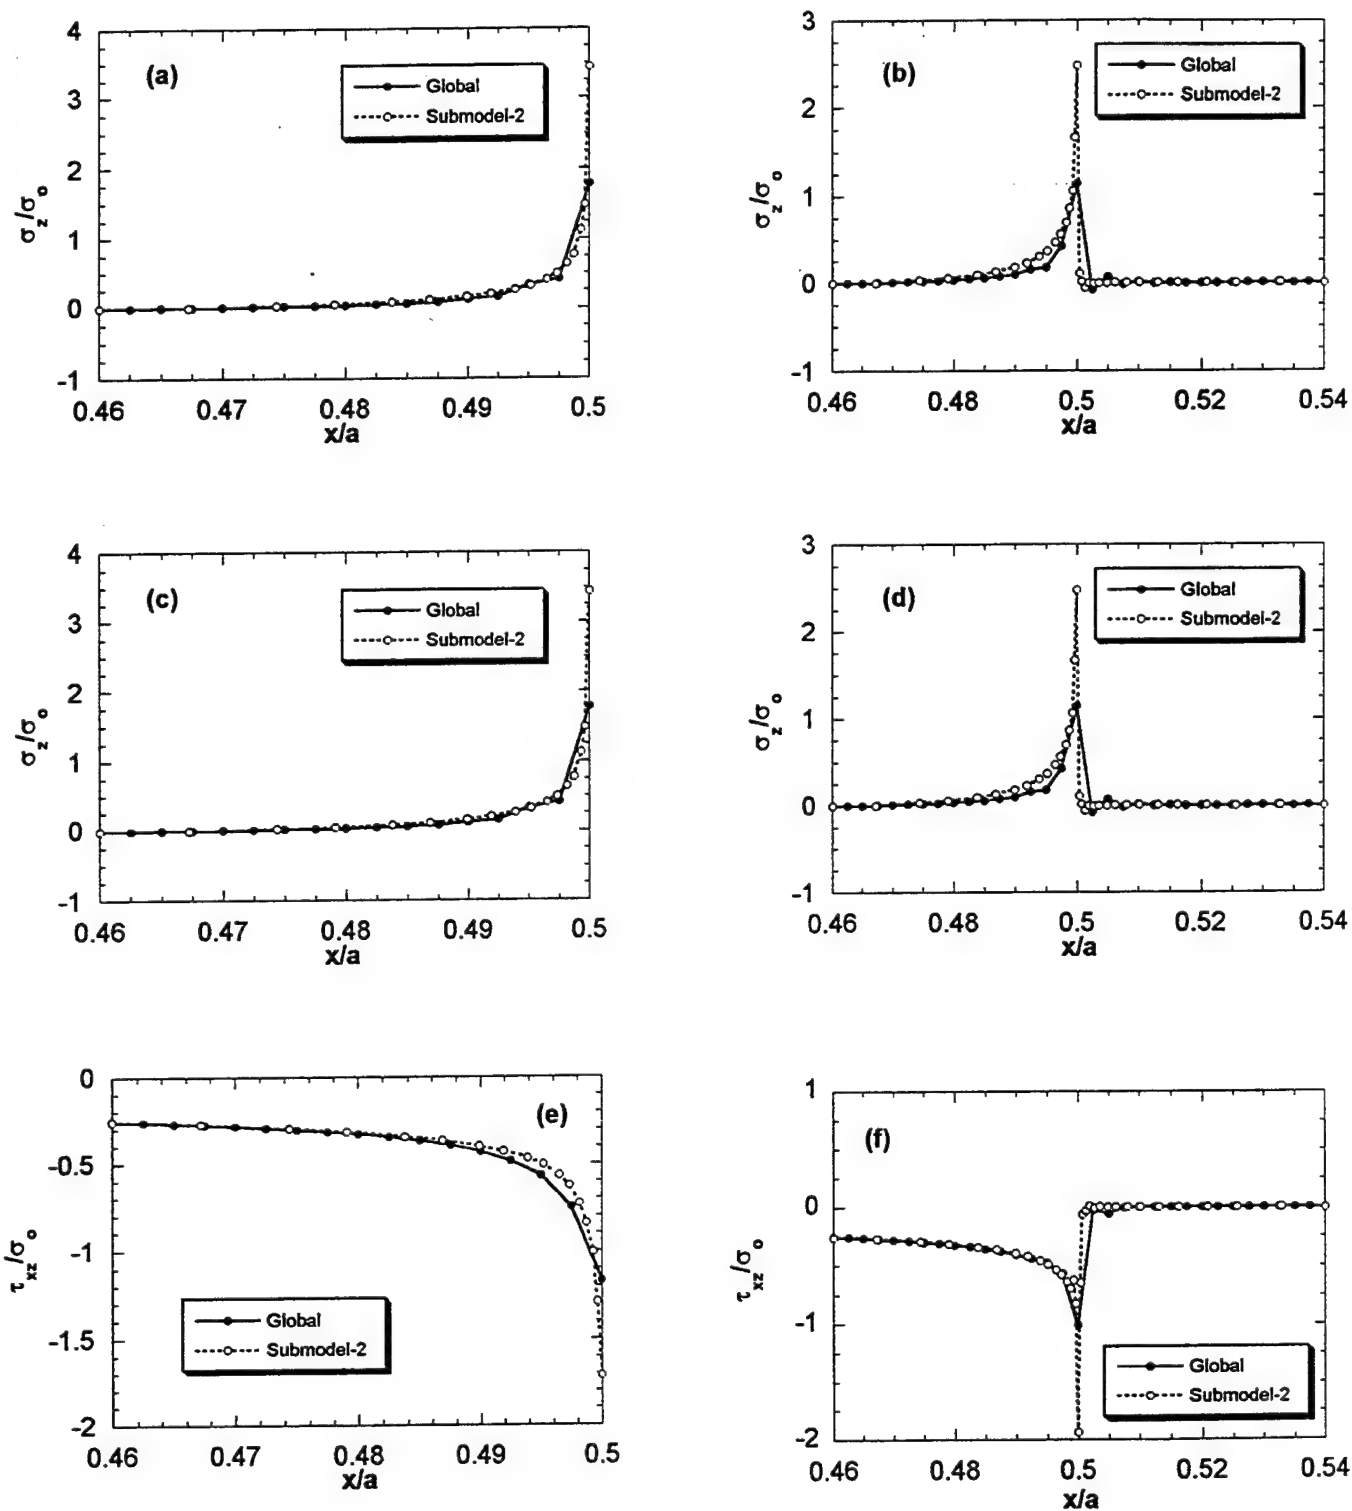 4
3
2
1
0
-1
σz/σo
(a)
Global
Submodel-2
0.46 0.47 0.48 0.49 0.5
x/a
3
2
1
0
-1
σz/σo
(b)
Global
Submodel-2
0.46 0.48 0.5 0.52 0.54
x/a
4
3
2
1
0
-1
σz/σo
(c)
Global
Submodel-2
0.46 0.47 0.48 0.49 0.5
x/a
3
2
1
0
-1
σz/σo
(d)
Global
Submodel-2
0.46 0.48 0.5 0.52 0.54
x/a
0
-0.5
-1
-1.5
-2
τxz/σo
(e)
Global
Submodel-2
0.46 0.47 0.48 0.49 0.5
x/a
1
0
-1
-2
τxz/σo
(f)
Global
Submodel-2
0.46 0.48 0.5 0.52 0.54
x/a